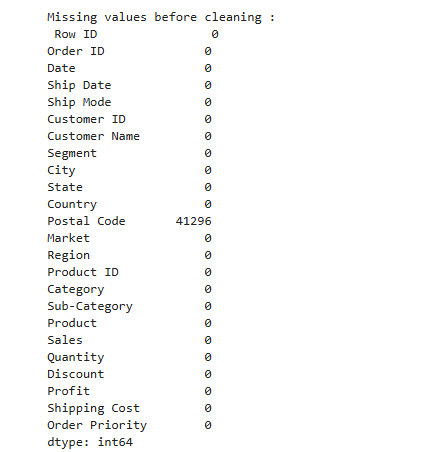 Missing values before cleaning :
Row ID 0
Order ID 0
Date 0
Ship Date 0
Ship Mode 0
Customer ID 0
Customer Name 0
Segment 0
City 0
State 0
Country 0
Postal Code 41296
Market 0
Region 0
Product ID 0
Category 0
Sub-Category 0
Product 0
Sales 0
Quantity 0
Discount 0
Profit 0
Shipping Cost 0
Order Priority 0
dtype: int64